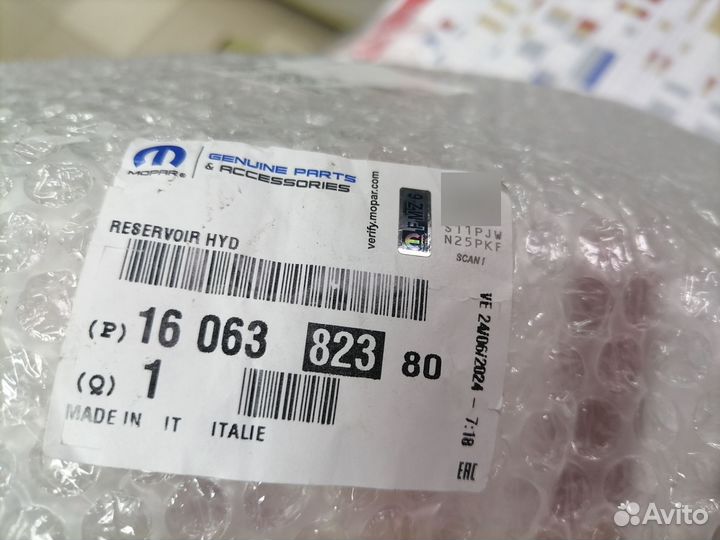 MOPAR®
GENUINE PARTS
& ACCESSORIES
verify.mopar.com
EMZ6
S11PJW
N25PKF
SCAN!
RESERVOIR HYD
(P) 16 063 823 80
(Q) 1
MADE IN IT ITALIE
VE 24/06/2024 - 7:18
EAC
Avito